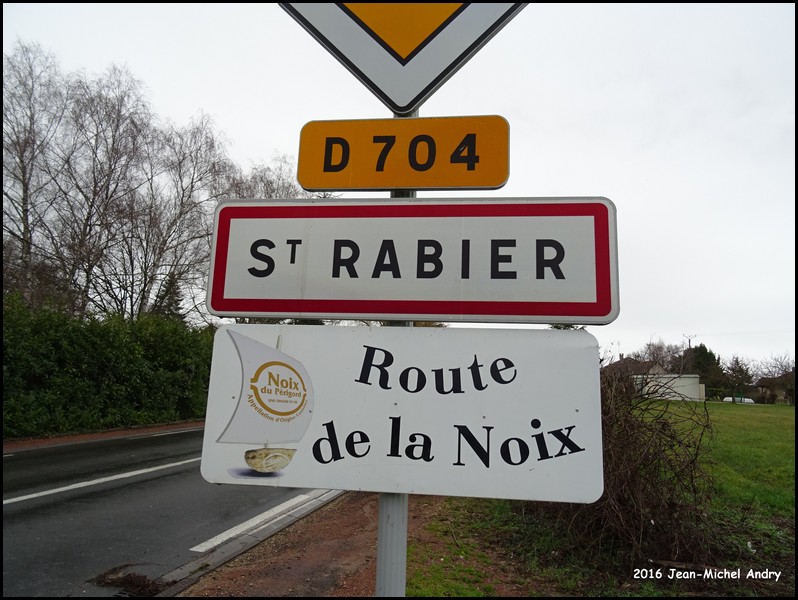 D 704
ST RABIER
Route
de la Noix
Noix
du Périgord
Appellation d'Origine
2016 Jean-Michel Andry